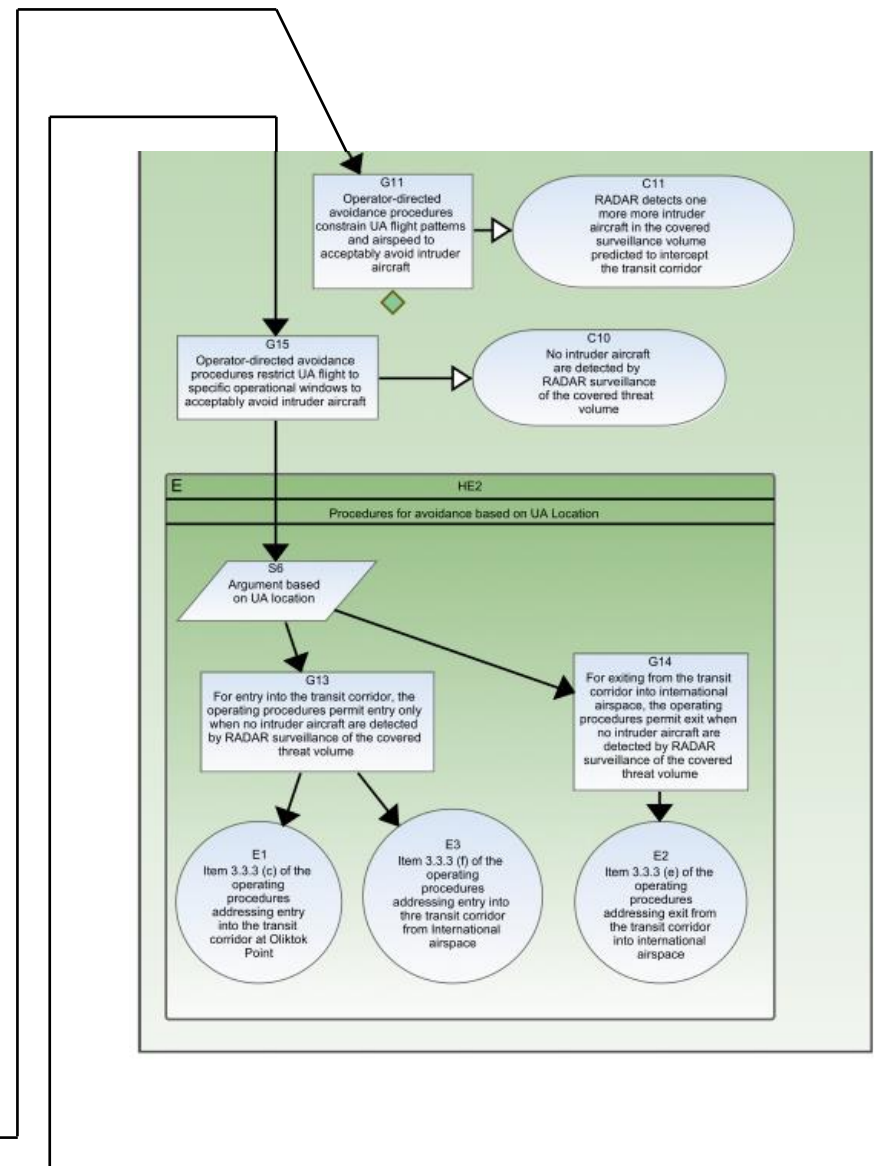 G11
Operator-directed
avoidance procedures
constrain UA flight patterns
and airspeed to
acceptably avoid intruder
aircraft
C11
RADAR detects one
more more intruder
aircraft in the covered
surveillance volume
predicted to intercept
the transit corridor
G15
Operator-directed avoidance
procedures restrict UA flight to
specific operational windows to
acceptably avoid intruder aircraft
C10
No intruder aircraft
are detected by
RADAR surveillance
of the covered threat
volume
E
HE2
Procedures for avoidance based on UA Location
S6
Argument based
on UA location
G13
For entry into the transit corridor, the
operating procedures permit entry only
when no intruder aircraft are detected
by RADAR surveillance of the covered
threat volume
G14
For exiting from the transit
corridor into international
airspace, the operating
procedures permit exit when
no intruder aircraft are
detected by RADAR
surveillance of the covered
threat volume
E1
Item 3.3.3 (c) of the
operating
procedures
addressing entry
into the transit
corridor at Oliktok
Point
E3
Item 3.3.3 (f) of the
operating
procedures
addressing entry into
thre transit corridor
from International
airspace
E2
Item 3.3.3 (e) of the
operating
procedures
addressing exit from
the transit corridor
into international
airspace